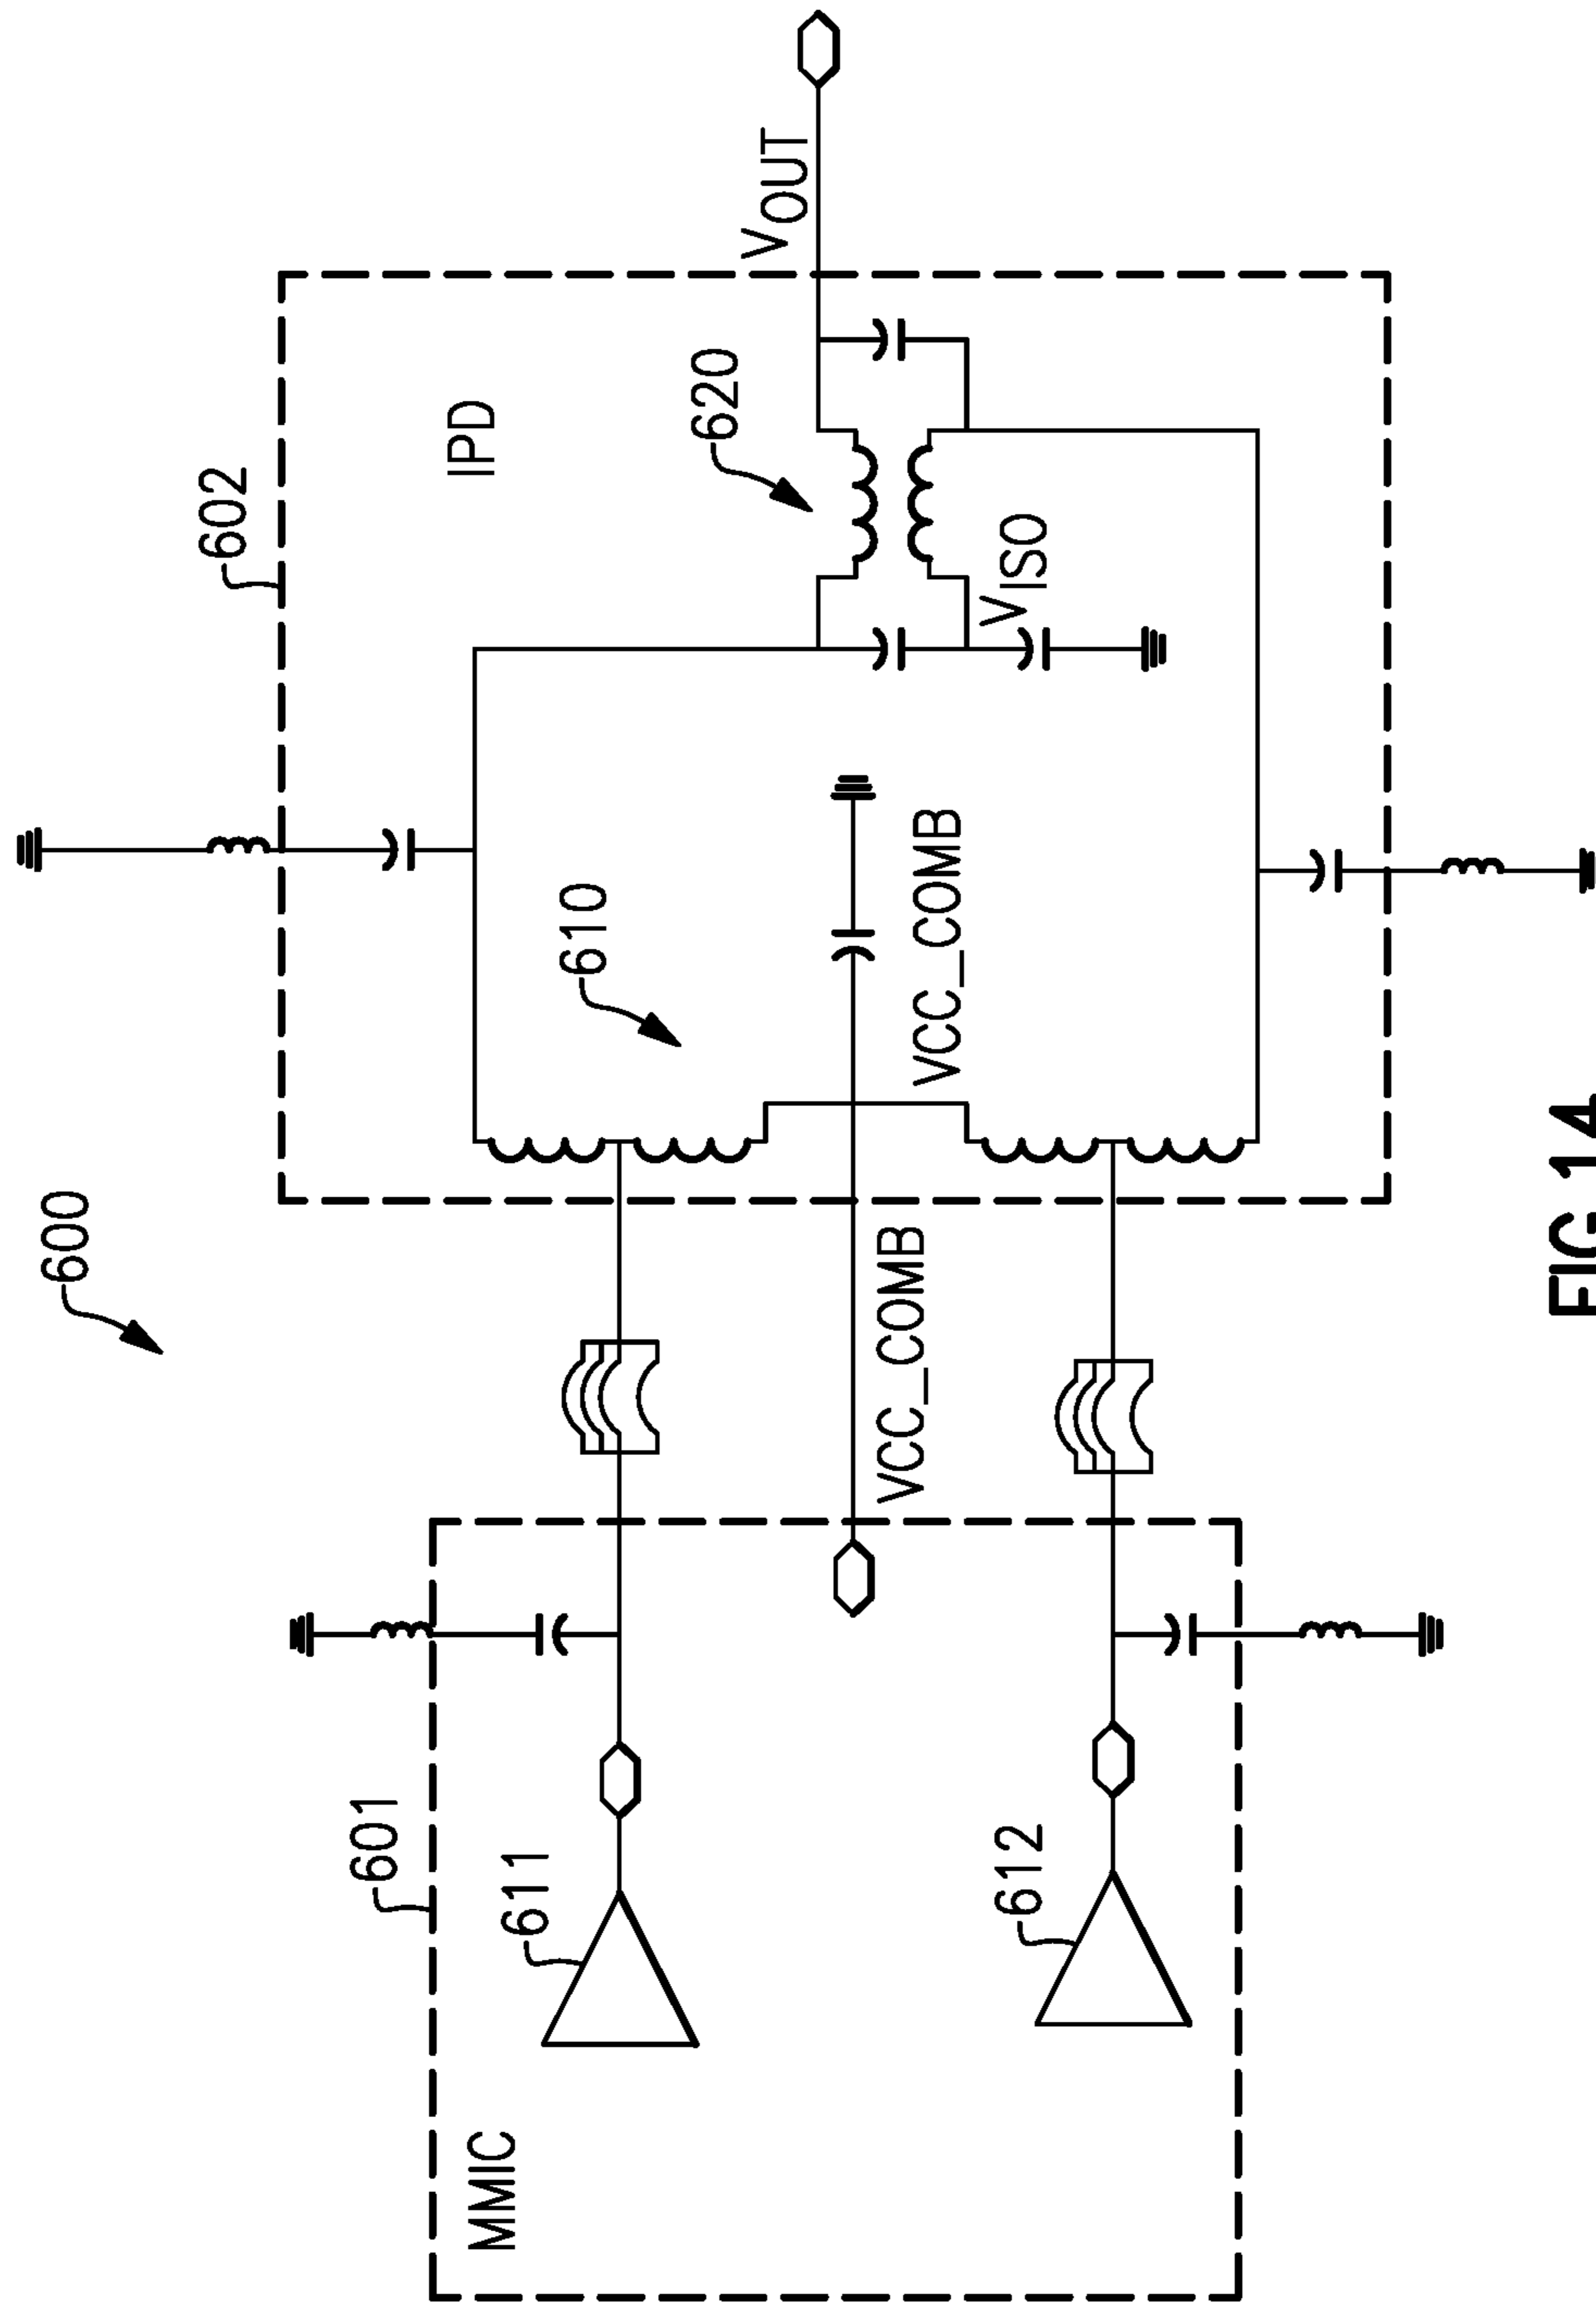 600
602
IPD
620
VOUT
610
VISO
VCC_COMB
VCC_COMB
601
611
612
MMIC
FIG.14